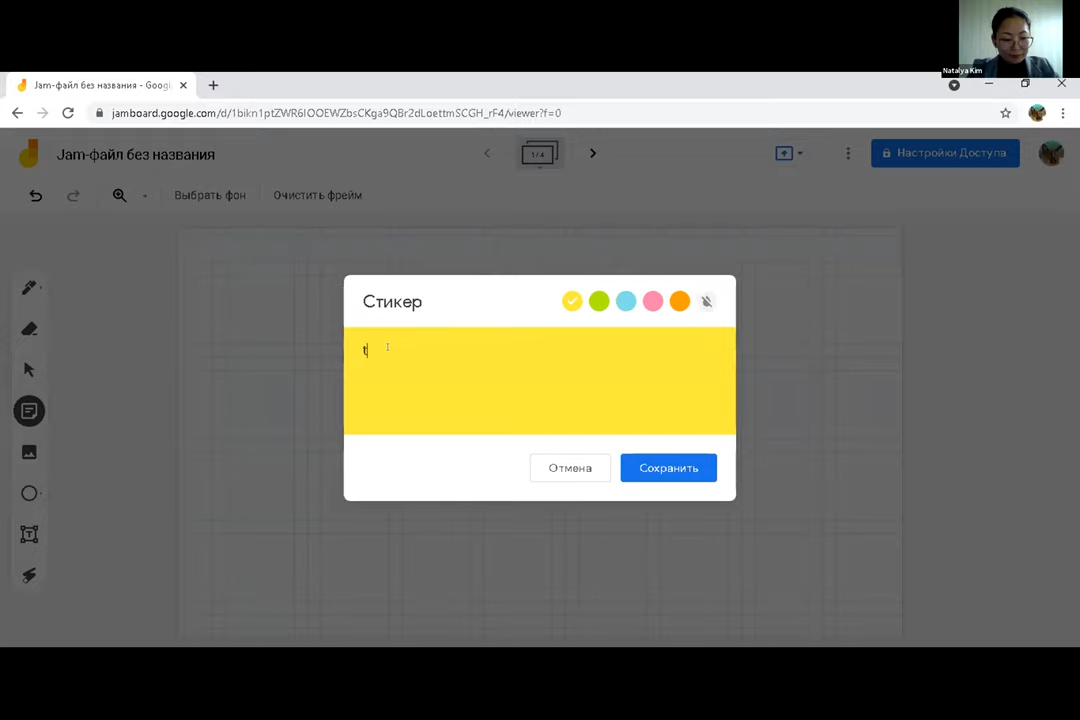 Natalya Kim
Jam-файл без названия - Googl
jamboard.google.com/d/1bikn1ptZWR6IOOEWZbsCKga9QBr2dLoettmSCGH_rF4/viewer?f=0
Jam-файл без названия
1/4
Настройки Доступа
Выбрать фон
Очистить фрейм
Стикер
t
Отмена
Сохранить